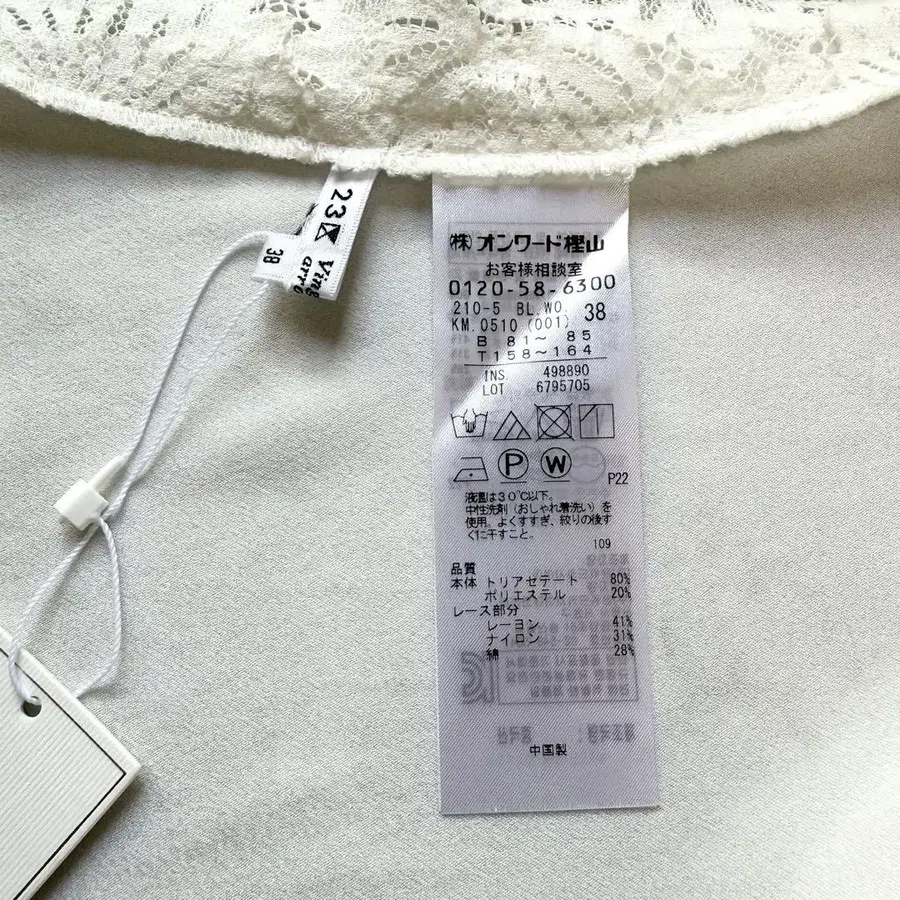 23
38
(株)オンワード樫山
お客様相談室
0120-58-6300
210-5 BL.WO.
38
KM.0510 (001)
B 81~ 85
T158~164
INS. 498890
LOT 6795705
P
W
P22
液温は30℃以下。
中性洗剤(おしゃれ着洗い)を
使用。よくすすぎ、絞りの後す
ぐに干すこと。
109
品質
本体 トリアセテート 80%
ポリエステル 20%
レース部分
レーヨン 41%
ナイロン 31%
綿 28%
中国製